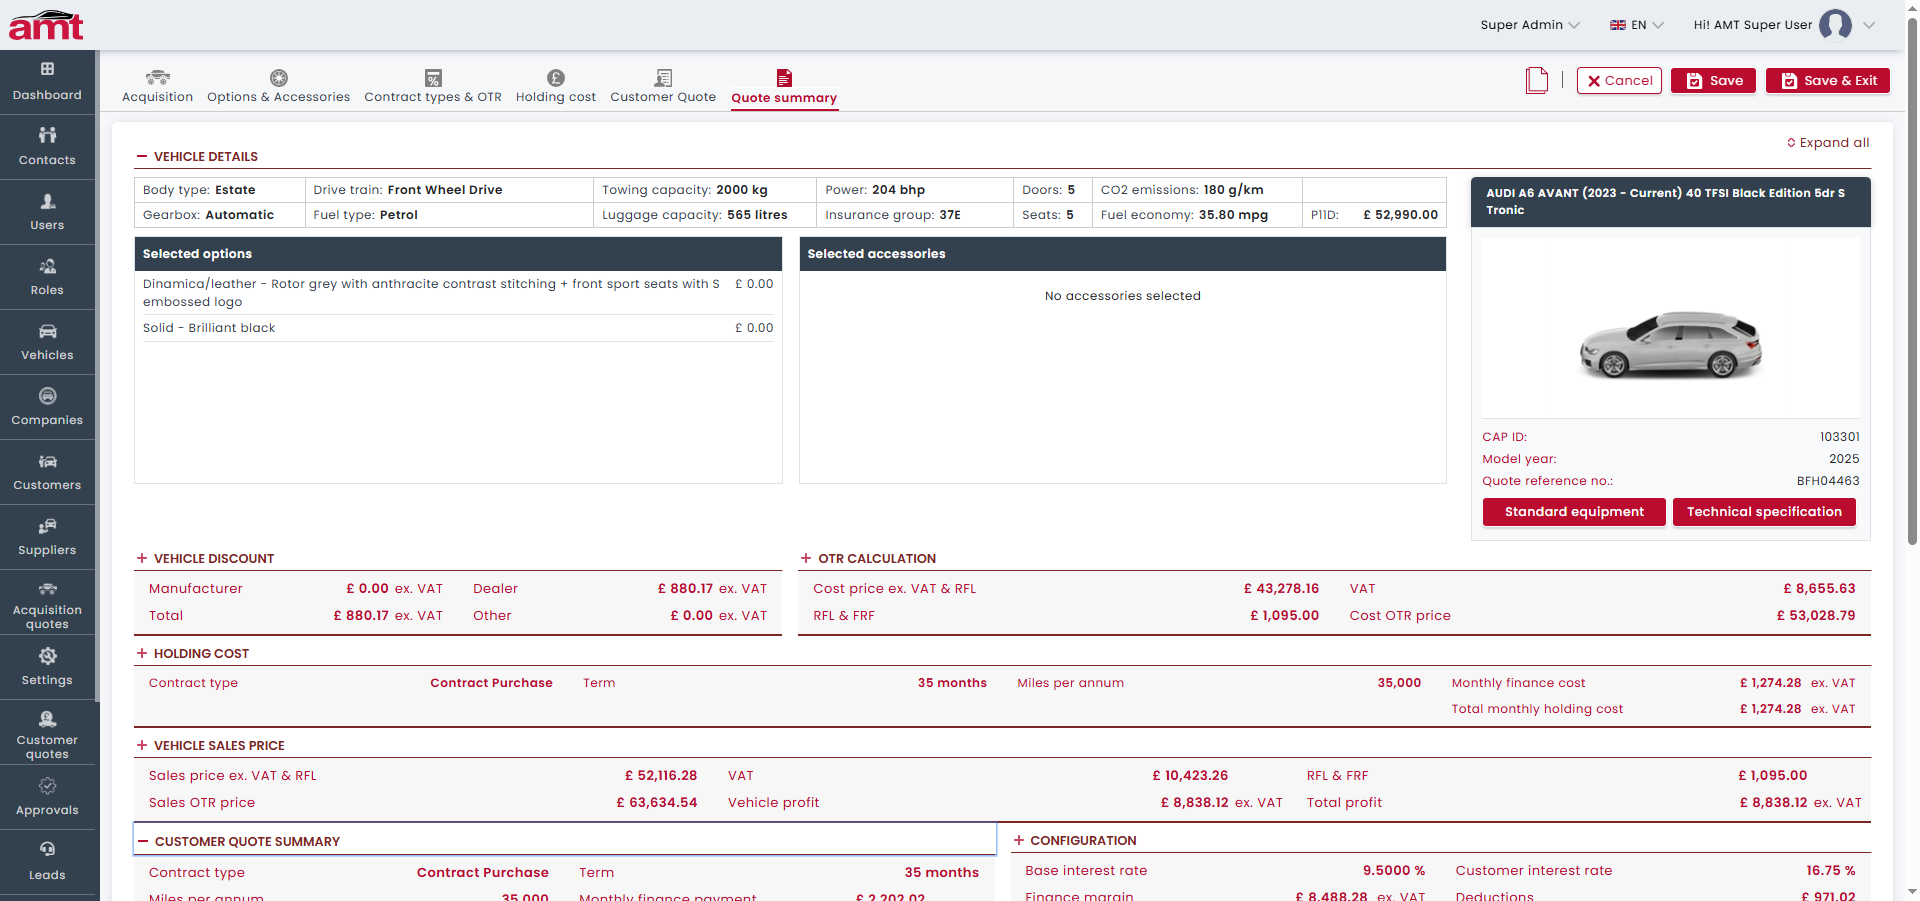 amt
Super Admin
EN
Hi! AMT Super User
Dashboard
Contacts
Users
Roles
Vehicles
Companies
Customers
Suppliers
Acquisition
quotes
Settings
Customer
quotes
Approvals
Leads
Acquisition
Options & Accessories
Contract types & OTR
Holding cost
Customer Quote
Quote summary
Cancel
Save
Save & Exit
VEHICLE DETAILS
Expand all
Body type: Estate
Drive train: Front Wheel Drive
Towing capacity: 2000 kg
Power: 204 bhp
Doors: 5
CO2 emissions: 180 g/km
Gearbox: Automatic
Fuel type: Petrol
Luggage capacity: 565 litres
Insurance group: 37E
Seats: 5
Fuel economy: 35.80 mpg
P11D: £ 52,990.00
Selected options
Dinamica/leather - Rotor grey with anthracite contrast stitching + front sport seats with S £ 0.00
embossed logo
Solid - Brilliant black £ 0.00
Selected accessories
No accessories selected
AUDI A6 AVANT (2023 - Current) 40 TFSI Black Edition 5dr S
Tronic
CAP ID: 103301
Model year: 2025
Quote reference no.: BFH04463
Standard equipment
Technical specification
VEHICLE DISCOUNT
Manufacturer £ 0.00 ex. VAT Dealer £ 880.17 ex. VAT
Total £ 880.17 ex. VAT Other £ 0.00 ex. VAT
OTR CALCULATION
Cost price ex. VAT & RFL £ 43,278.16 VAT £ 8,655.63
RFL & FRF £ 1,095.00 Cost OTR price £ 53,028.79
HOLDING COST
Contract type Contract Purchase Term 35 months Miles per annum 35,000 Monthly finance cost £ 1,274.28 ex. VAT
Total monthly holding cost £ 1,274.28 ex. VAT
VEHICLE SALES PRICE
Sales price ex. VAT & RFL £ 52,116.28 VAT £ 10,423.26 RFL & FRF £ 1,095.00
Sales OTR price £ 63,634.54 Vehicle profit £ 8,838.12 ex. VAT Total profit £ 8,838.12 ex. VAT
CUSTOMER QUOTE SUMMARY
Contract type Contract Purchase Term 35 months
Miles per annum 35,000 Monthly finance payment £ 2,202.02
CONFIGURATION
Base interest rate 9.5000 % Customer interest rate 16.75 %
Finance margin £ 8,488.28 ex. VAT Deductions £ 971.02